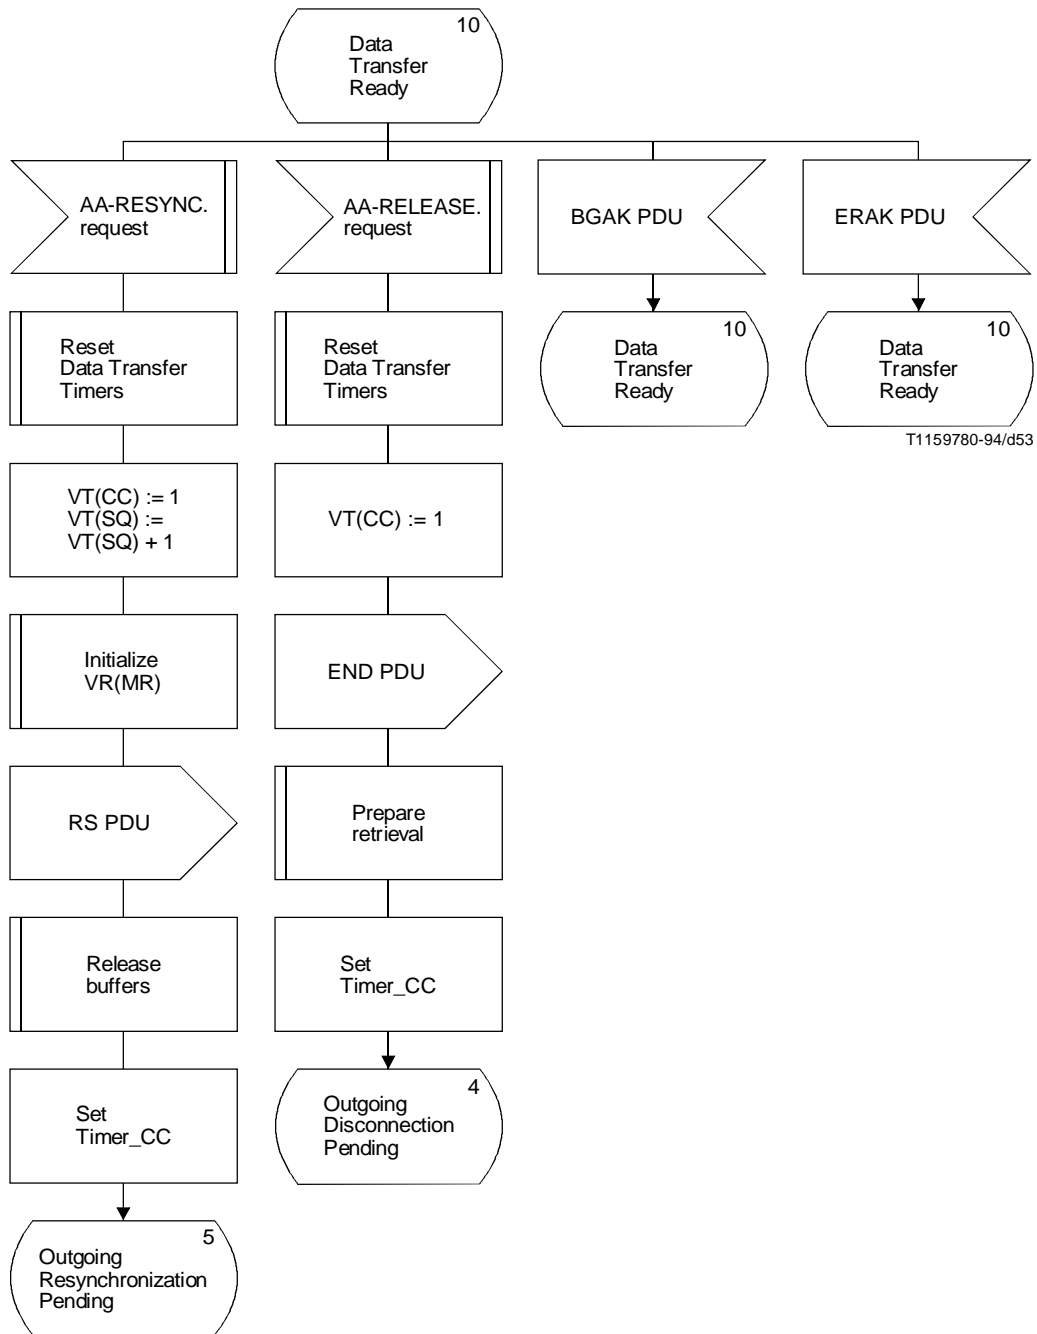 10
Data
Transfer
Ready
AA-RESYNC.
request
AA-RELEASE.
request
BGAK PDU
ERAK PDU
Reset
Data Transfer
Timers
Reset
Data Transfer
Timers
10
Data
Transfer
Ready
10
Data
Transfer
Ready
T1159780-94/d53
VT(CC) := 1
VT(SQ) :=
VT(SQ) + 1
VT(CC) := 1
Initialize
VR(MR)
END PDU
RS PDU
Prepare
retrieval
Release
buffers
Set
Timer_CC
Set
Timer_CC
4
Outgoing
Disconnection
Pending
5
Outgoing
Resynchronization
Pending